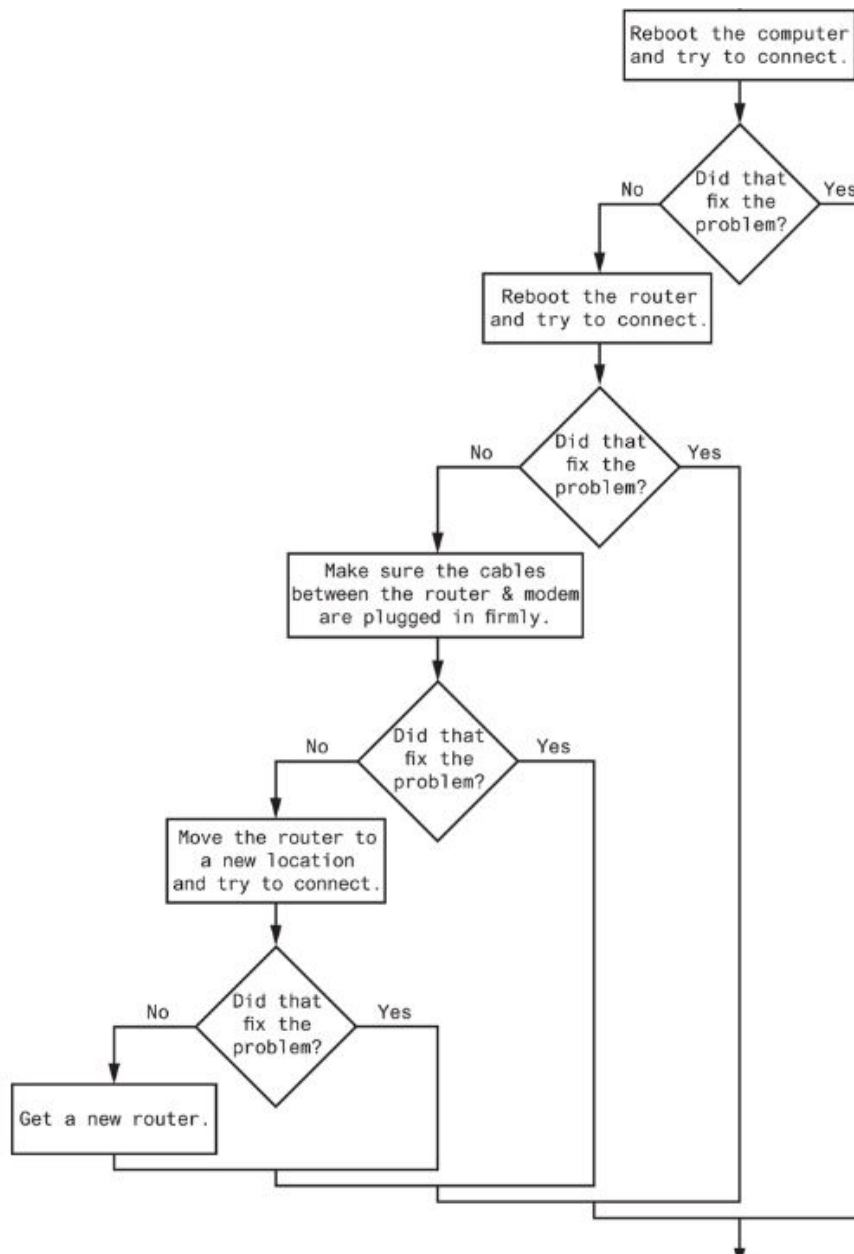 Reboot the computer
and try to connect.
Did that
fix the
problem?
No
Yes
Reboot the router
and try to connect.
Did that
fix the
problem?
No
Yes
Make sure the cables
between the router & modem
are plugged in firmly.
Did that
fix the
problem?
No
Yes
Move the router to
a new location
and try to connect.
Did that
fix the
problem?
No
Yes
Get a new router.